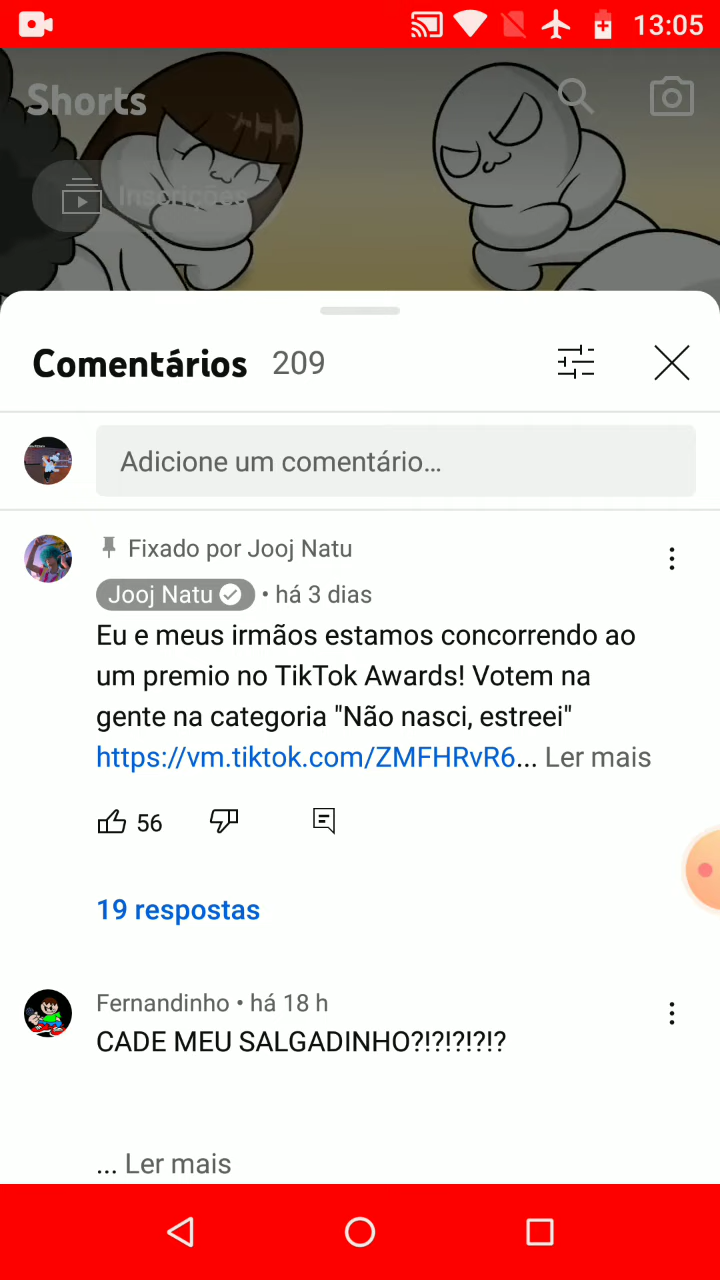 13:05
Shorts
Inscrições
Comentários 209
Adicione um comentário...
Fixado por Jooj Natu
Jooj Natu • há 3 dias
Eu e meus irmãos estamos concorrendo ao
um premio no TikTok Awards! Votem na
gente na categoria "Não nasci, estreei"
https://vm.tiktok.com/ZMFHRvR6... Ler mais
56
19 respostas
Fernandinho • há 18 h
CADE MEU SALGADINHO?!?!?!?!?
... Ler mais